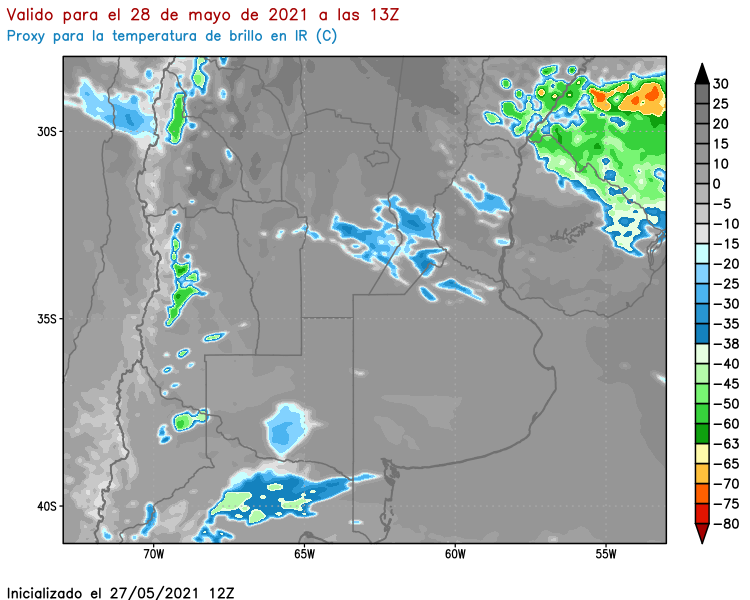 Valido para el 28 de mayo de 2021 a las 13Z
Proxy para la temperatura de brillo en IR (C)
30S
35S
40S
70W
65W
60W
55W
30
25
20
15
10
0
−5
−10
−15
−20
−25
−30
−35
−38
−40
−45
−50
−60
−63
−65
−70
−75
−80
Inicializado el 27/05/2021 12Z